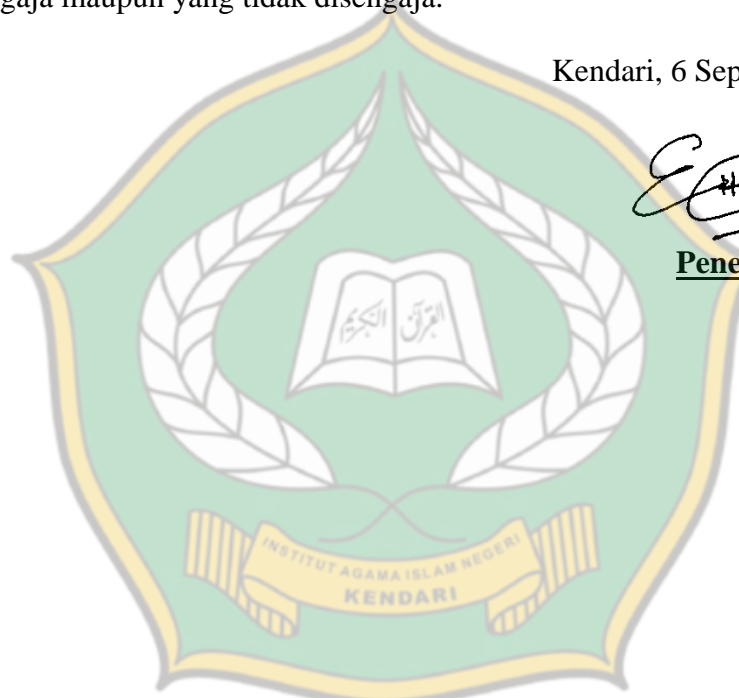 gaja maupun yang tidak disengaja.
Kendari, 6 Sep
Pene
القرآن الكريم
INSTITUT AGAMA ISLAM NEGERI
KENDARI